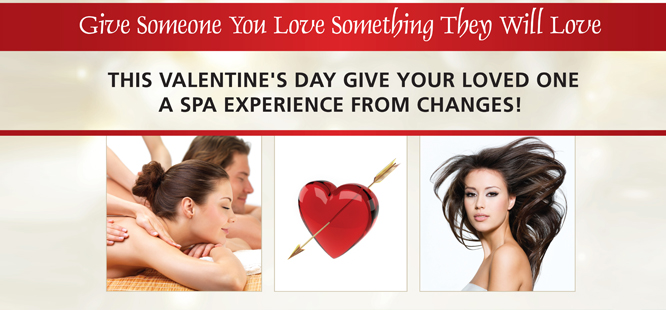 Give Someone You Love Something They Will Love
THIS VALENTINE'S DAY GIVE YOUR LOVED ONE
A SPA EXPERIENCE FROM CHANGES!